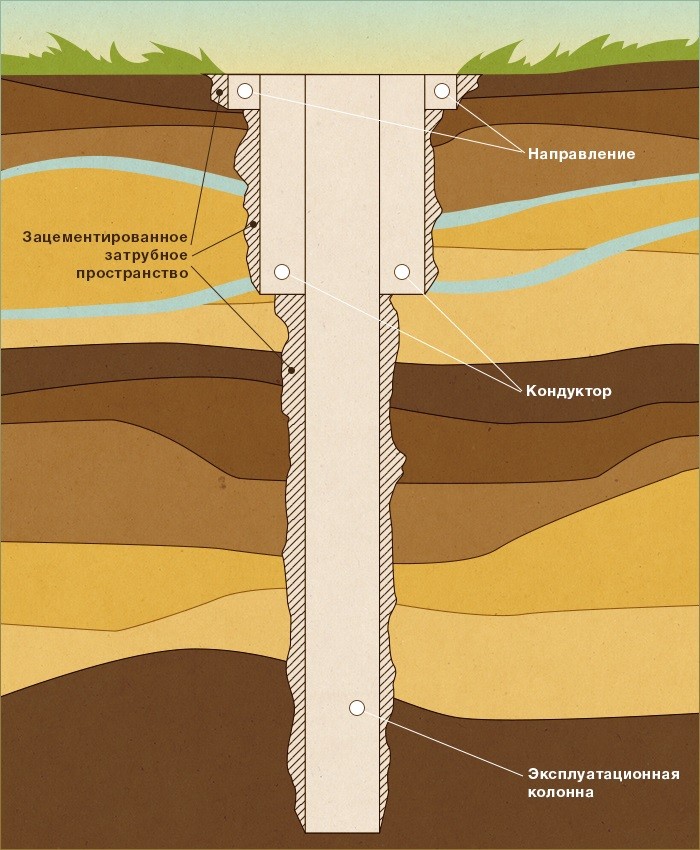 Направление
Зацементированное
затрубное
пространство
Кондуктор
Эксплуатационная
колонна